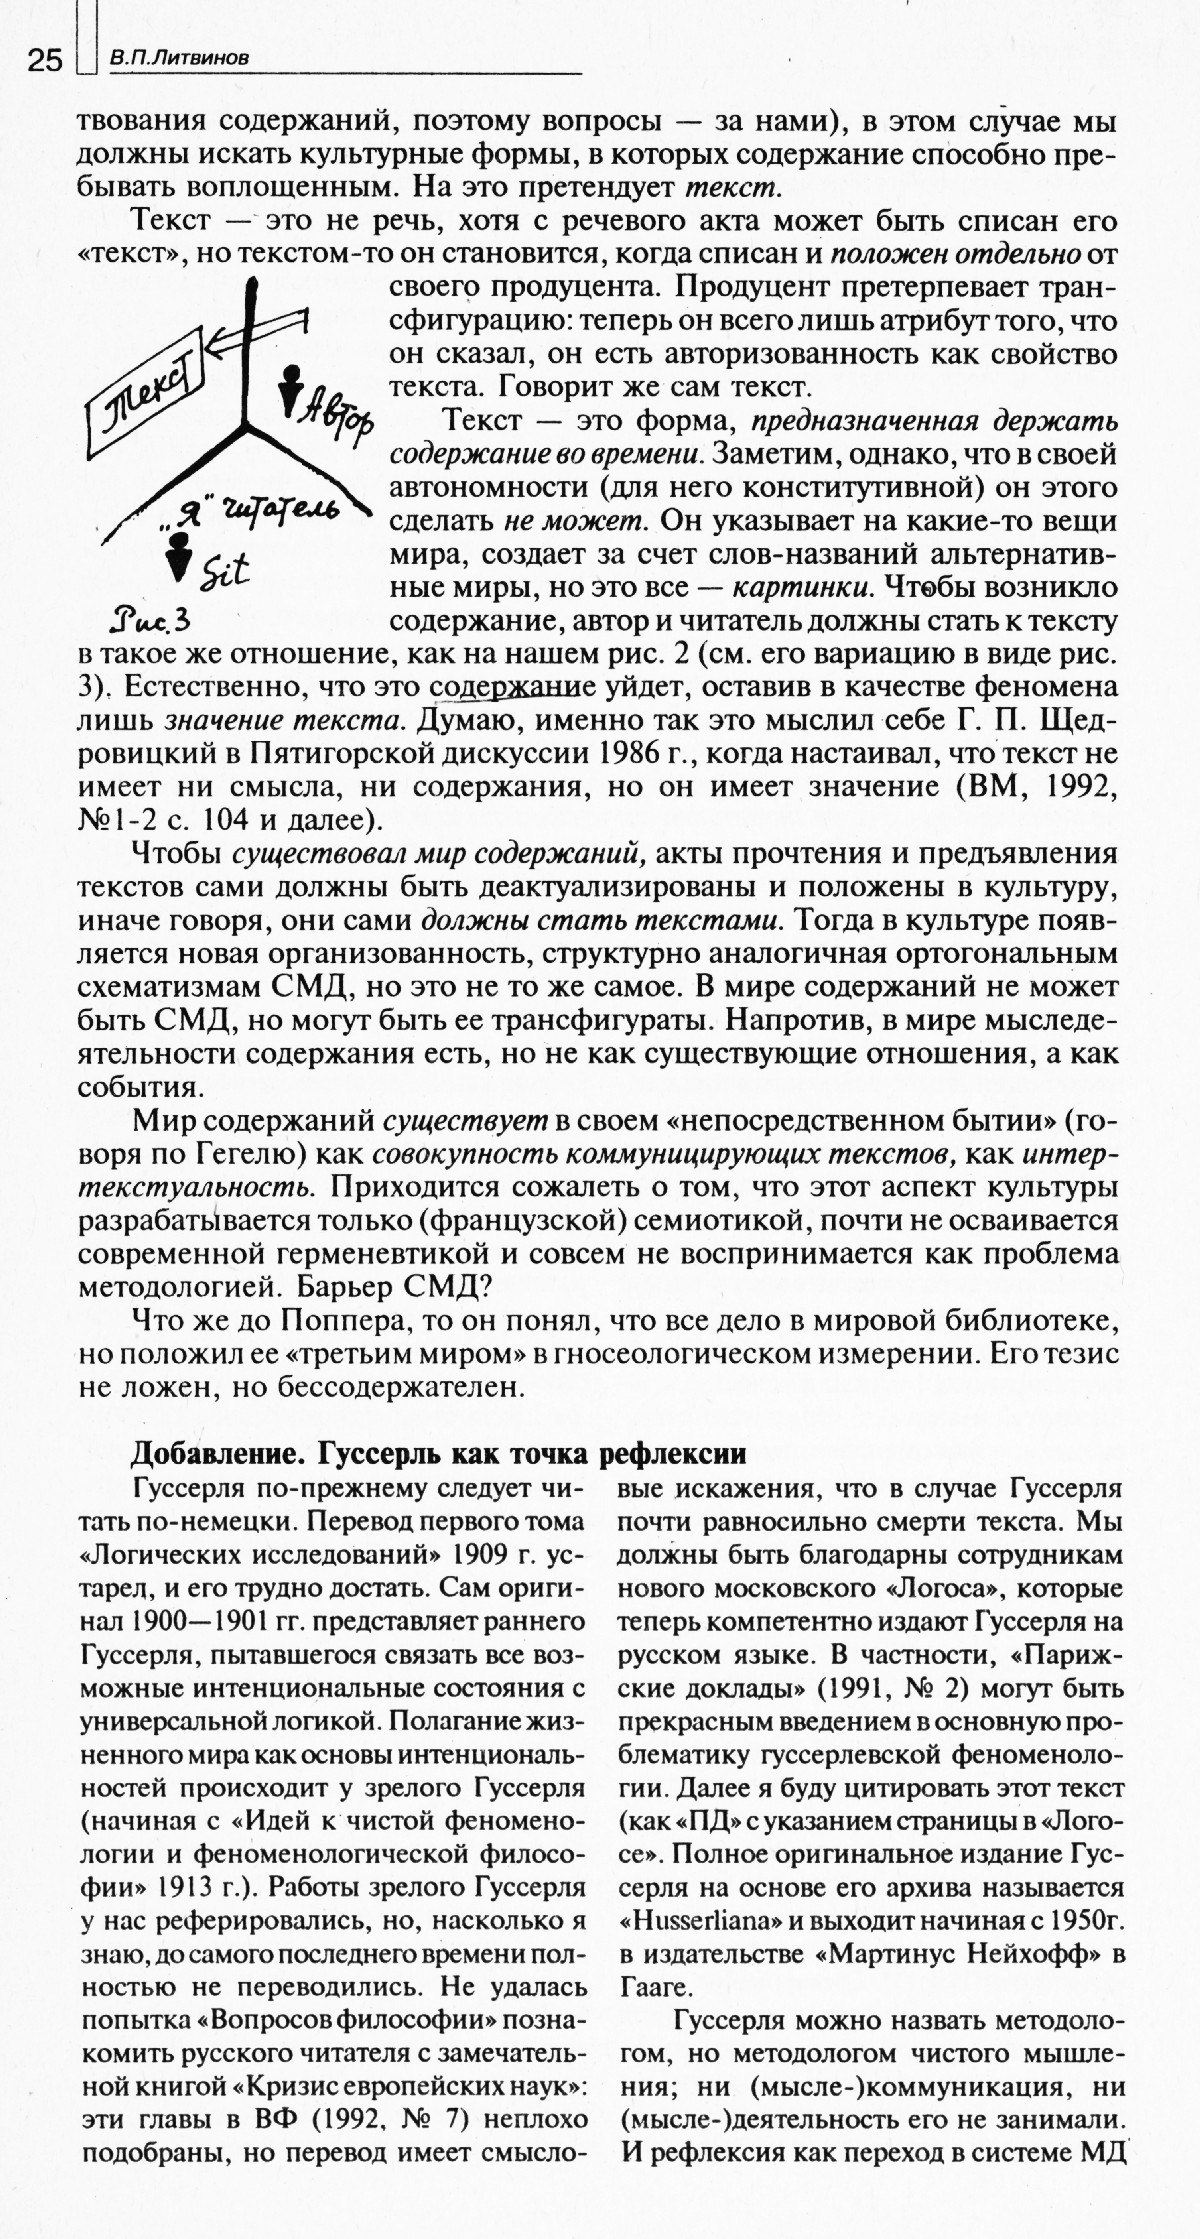 25
В.П.Литвинов
твования содержаний, поэтому вопросы — за нами), в этом случае мы
должны искать культурные формы, в которых содержание способно пре-
бывать воплощенным. На это претендует текст.
Текст — это не речь, хотя с речевого акта может быть списан его
«текст», но текстом-то он становится, когда списан и положен отдельно от
своего продуцента. Продуцент претерпевает тран-
сфигурацию: теперь он всего лишь атрибут того, что
он сказал, он есть авторизованность как свойство
текста. Говорит же сам текст.
Текст — это форма, предназначенная держать
содержание во времени. Заметим, однако, что в своей
автономности (для него конститутивной) он этого
сделать не может. Он указывает на какие-то вещи
мира, создает за счет слов-названий альтернатив-
ные миры, но это все — картинки. Чтобы возникло
содержание, автор и читатель должны стать к тексту
Текст
Автор
„Я" читатель
Sit
Рис. 3
в такое же отношение, как на нашем рис. 2 (см. его вариацию в виде рис.
3). Естественно, что это содержание уйдет, оставив в качестве феномена
лишь значение текста. Думаю, именно так это мыслил себе Г. П. Щед-
ровицкий в Пятигорской дискуссии 1986 г., когда настаивал, что текст не
имеет ни смысла, ни содержания, но он имеет значение (ВМ, 1992,
№1-2 с. 104 и далее).
Чтобы существовал мир содержаний, акты прочтения и предъявления
текстов сами должны быть деактуализированы и положены в культуру,
иначе говоря, они сами должны стать текстами. Тогда в культуре появ-
ляется новая организованность, структурно аналогичная ортогональным
схематизмам СМД, но это не то же самое. В мире содержаний не может
быть СМД, но могут быть ее трансфигураты. Напротив, в мире мыследе-
ятельности содержания есть, но не как существующие отношения, а как
события.
Мир содержаний существует в своем «непосредственном бытии» (го-
воря по Гегелю) как совокупность коммуницирующих текстов, как интер-
текстуальность. Приходится сожалеть о том, что этот аспект культуры
разрабатывается только (французской) семиотикой, почти не осваивается
современной герменевтикой и совсем не воспринимается как проблема
методологией. Барьер СМД?
Что же до Поппера, то он понял, что все дело в мировой библиотеке,
но положил ее «третьим миром» в гносеологическом измерении. Его тезис
не ложен, но бессодержателен.
Добавление. Гуссерль как точка рефлексии
Гуссерля по-прежнему следует чи-
тать по-немецки. Перевод первого тома
«Логических исследований» 1909 г. ус-
тарел, и его трудно достать. Сам ориги-
нал 1900—1901 гг. представляет раннего
Гуссерля, пытавшегося связать все воз-
можные интенциональные состояния с
универсальной логикой. Полагание жиз-
ненного мира как основы интенциональ-
ностей происходит у зрелого Гуссерля
(начиная с «Идей к чистой феномено-
логии и феноменологической филосо-
фии» 1913 г.). Работы зрелого Гуссерля
у нас реферировались, но, насколько я
знаю, до самого последнего времени пол-
ностью не переводились. Не удалась
попытка «Вопросов философии» позна-
комить русского читателя с замечатель-
ной книгой «Кризис европейских наук»:
эти главы в ВФ (1992, № 7) неплохо
подобраны, но перевод имеет смысло-
вые искажения, что в случае Гуссерля
почти равносильно смерти текста. Мы
должны быть благодарны сотрудникам
нового московского «Логоса», которые
теперь компетентно издают Гуссерля на
русском языке. В частности, «Париж-
ские доклады» (1991, № 2) могут быть
прекрасным введением в основную про-
блематику гуссерлевской феноменоло-
гии. Далее я буду цитировать этот текст
(как «ПД» с указанием страницы в «Лого-
се». Полное оригинальное издание Гус-
серля на основе его архива называется
«Husserliana» и выходит начиная с 1950г.
в издательстве «Мартинус Нейхофф» в
Гааге.
Гуссерля можно назвать методоло-
гом, но методологом чистого мышле-
ния; ни (мысле-)коммуникация, ни
(мысле-)деятельность его не занимали.
И рефлексия как переход в системе МД